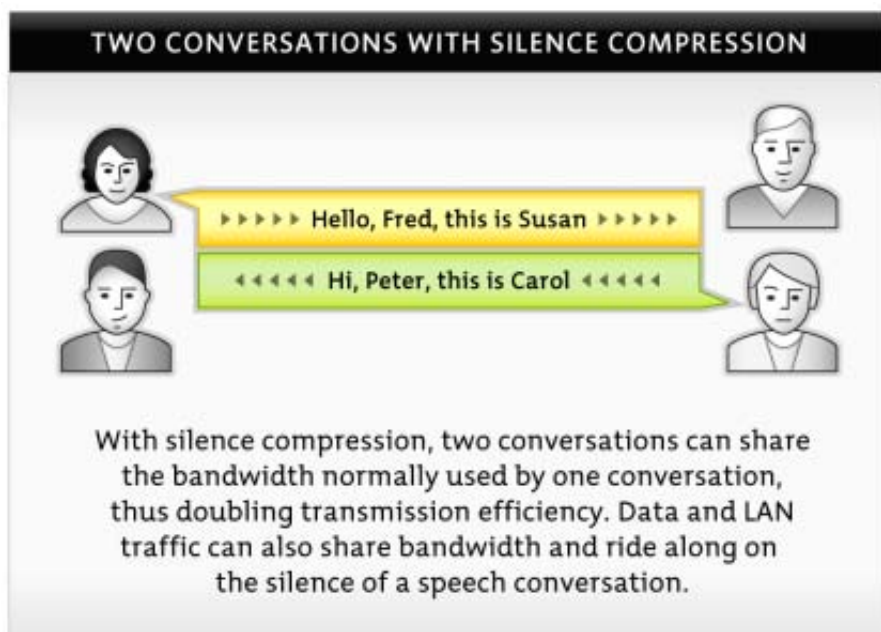 TWO CONVERSATIONS WITH SILENCE COMPRESSION
Hello, Fred, this is Susan
Hi, Peter, this is Carol
With silence compression, two conversations can share
the bandwidth normally used by one conversation,
thus doubling transmission efficiency. Data and LAN
traffic can also share bandwidth and ride along on
the silence of a speech conversation.